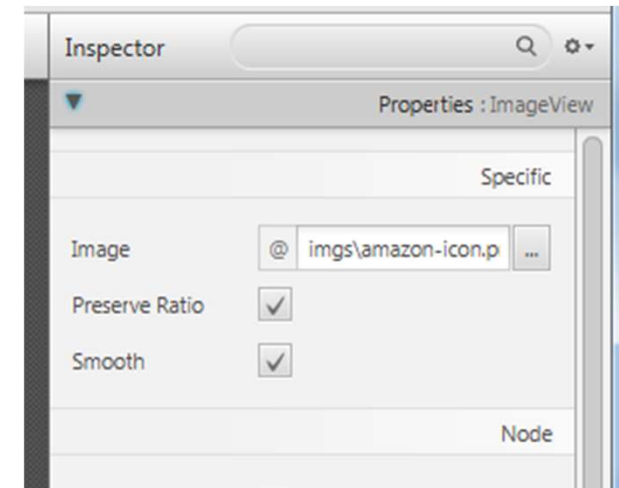 Inspector
Properties : ImageView
Specific
Image @ imgs\amazon-icon.p ...
Preserve Ratio
Smooth
Node